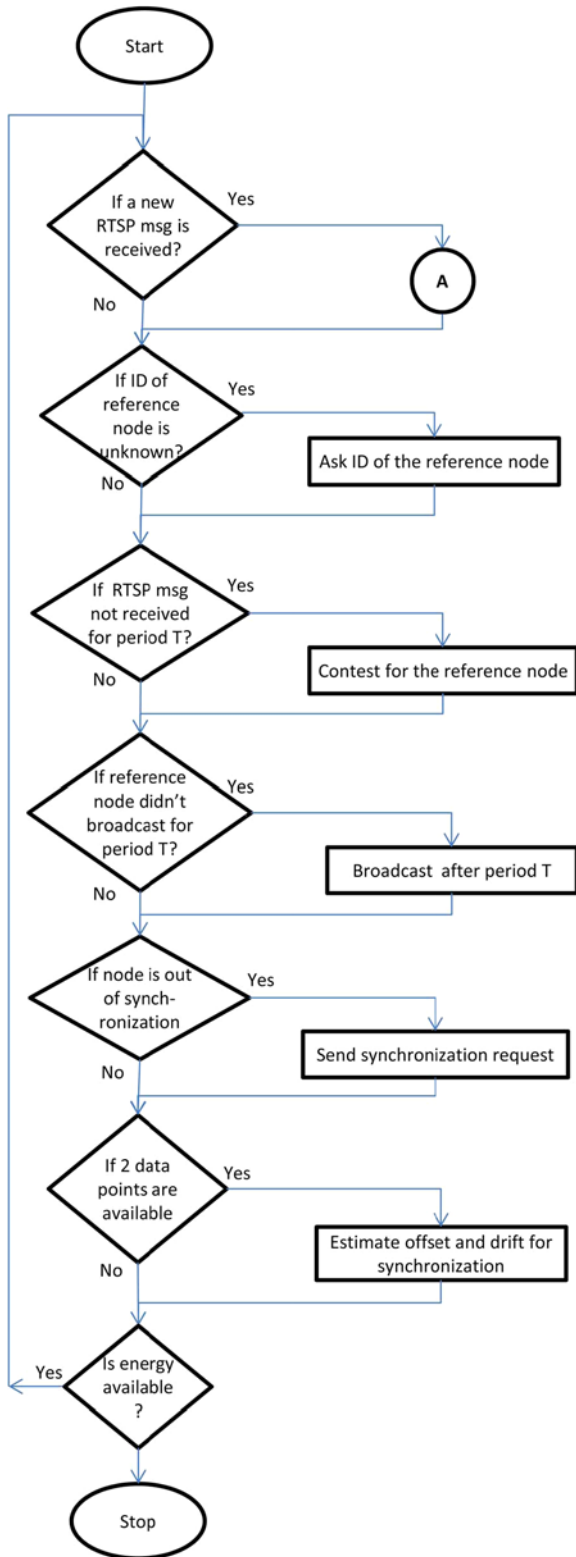 Start
If a new
RTSP msg is
received?
Yes
A
No
If ID of
reference
node is
unknown?
Yes
Ask ID of the reference node
No
If RTSP msg
not received
for period T?
Yes
Contest for the reference node
No
If reference
node didn't
broadcast for
period T?
Yes
Broadcast after period T
No
If node is out
of synch-
ronization
Yes
Send synchronization request
No
If 2 data
points are
available
Yes
Estimate offset and drift for
synchronization
No
Is energy
available
?
Yes
Stop